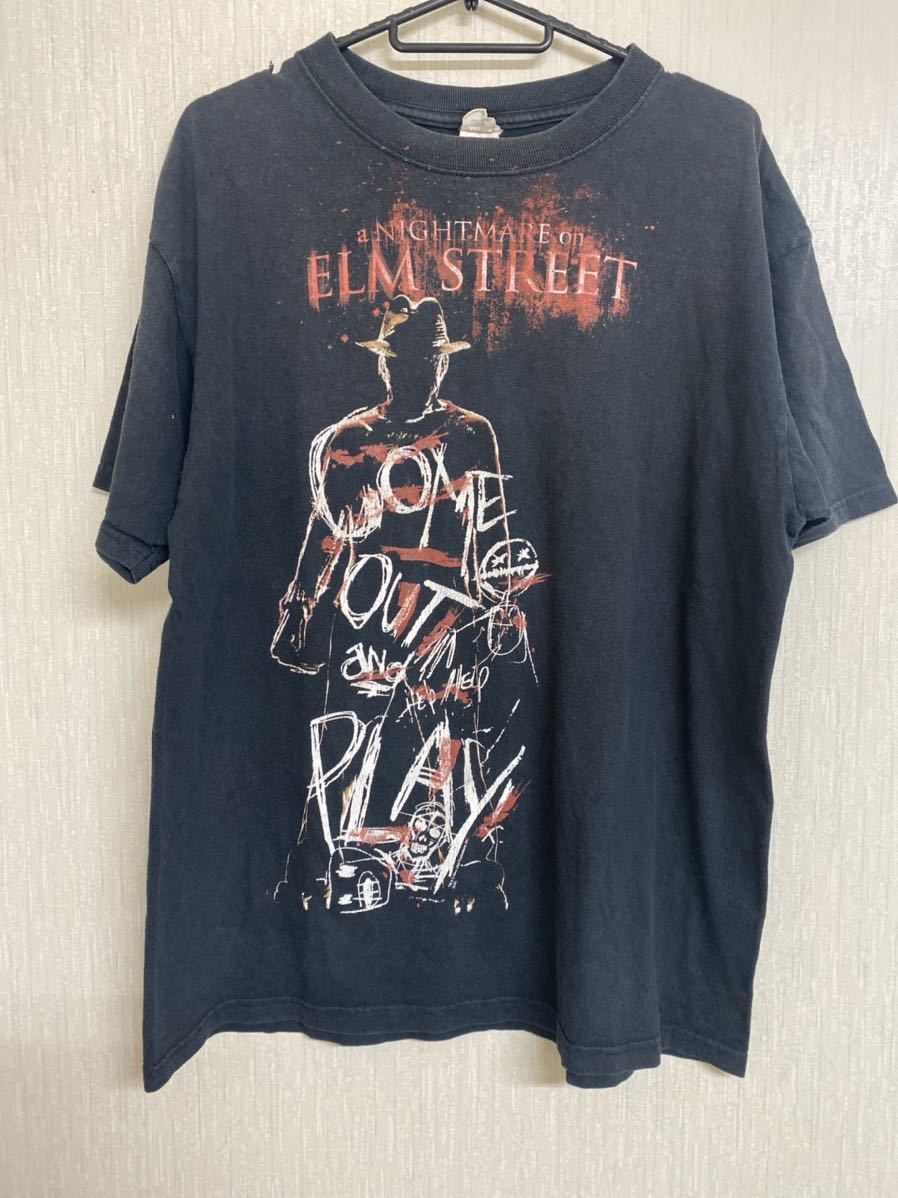 a NIGHTMARE on
ELM STREET
COME
OUT
and
PLAY